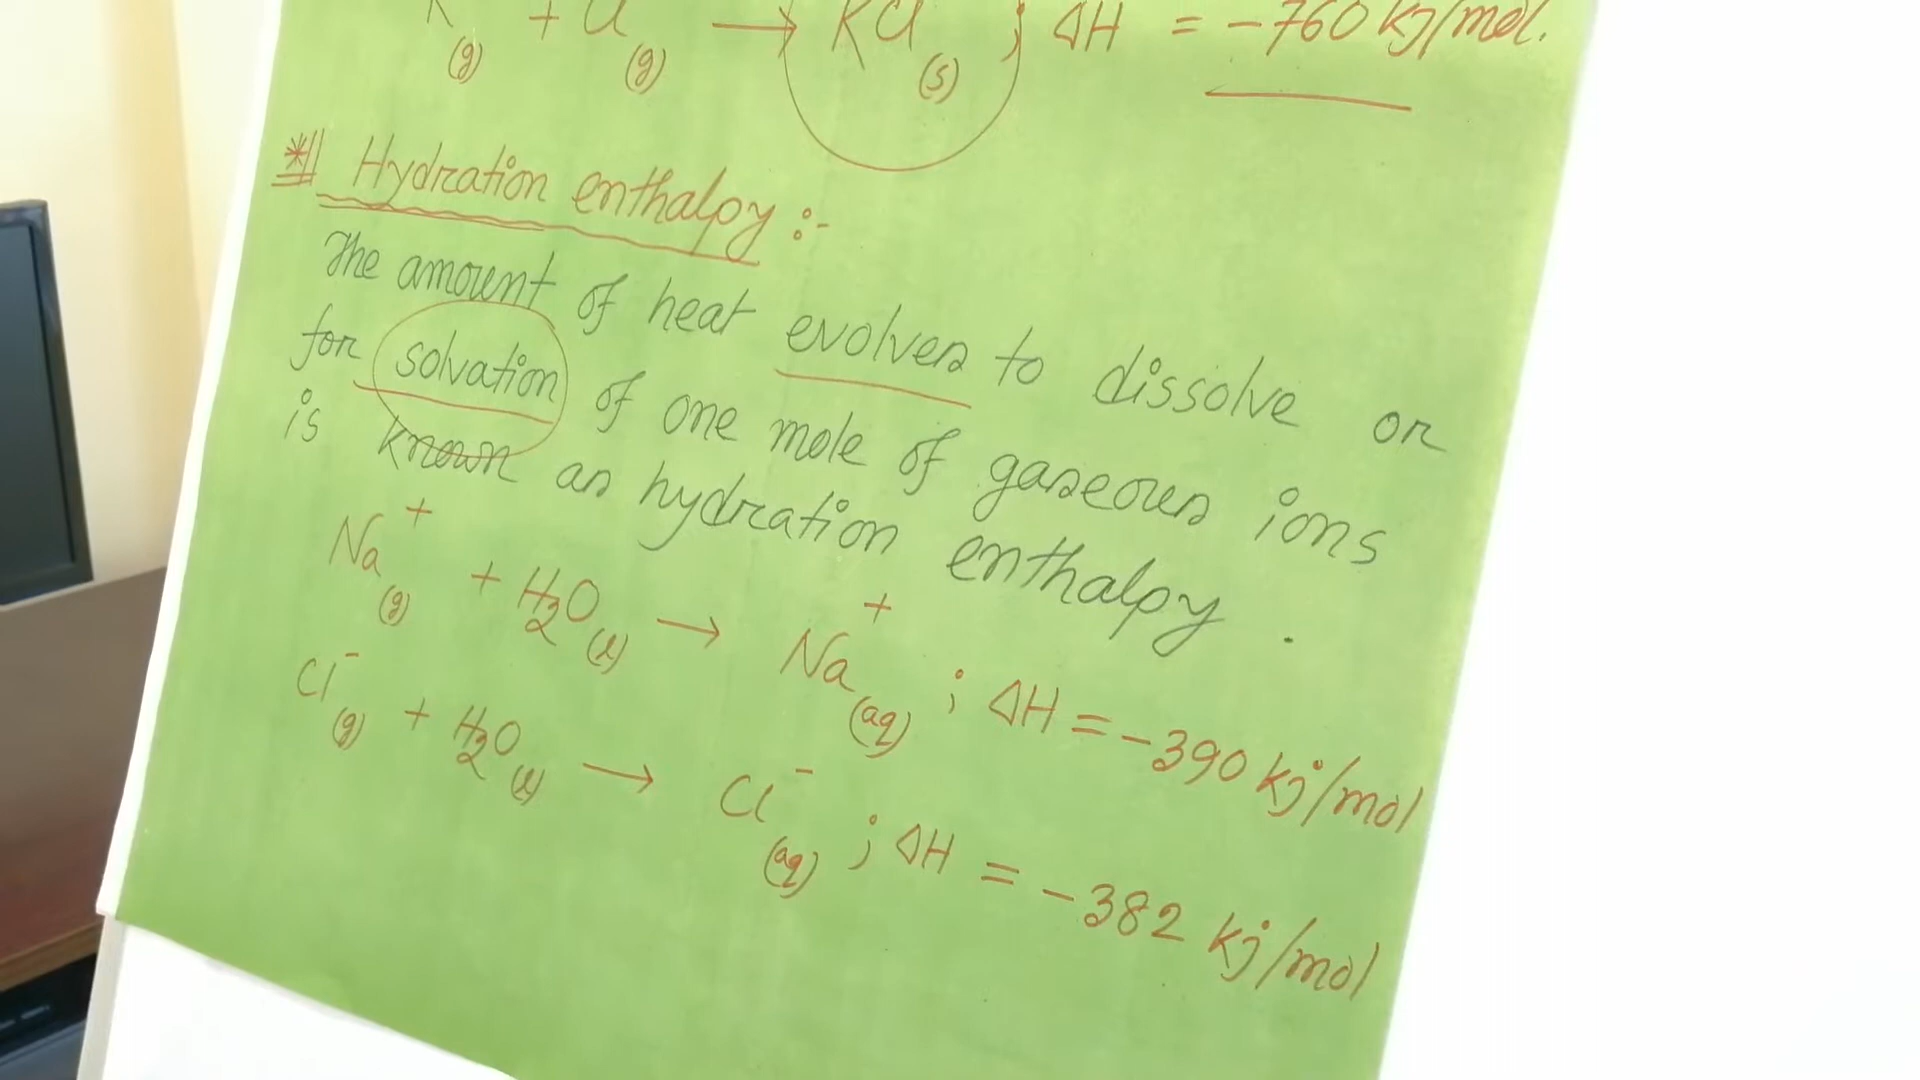 K(g) + Cl(g) → KCl(s) ; ΔH = -760 kj/mol.
* Hydration enthalpy :-
The amount of heat evolves to dissolve or
for solvation of one mole of gaseous ions
is known as hydration enthalpy.
Na⁺(g) + H₂O(l) → Na⁺(aq) ; ΔH = -390 kj/mol
Cl⁻(g) + H₂O(l) → Cl⁻(aq) ; ΔH = -382 kj/mol